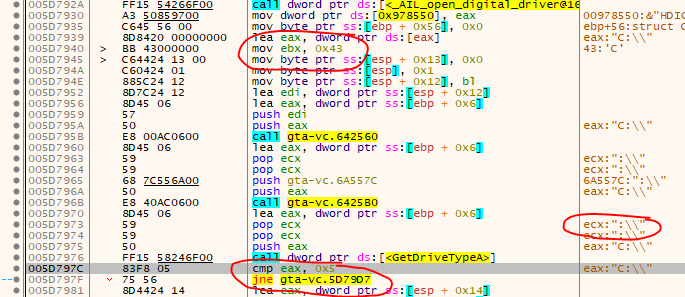 005D792A FF15 54266F00 call dword ptr ds:[<_AIL_open_digital_driver@16
005D7930 A3 50859700 mov dword ptr ds:[0x978550], eax 00978550:&"HDIC
005D7935 C645 56 00 mov byte ptr ss:[ebp + 0x56], 0x0 ebp+56:struct C
005D7939 8D8420 00000000 lea eax, dword ptr ds:[eax] eax:"C:\\"
005D7940 > BB 43000000 mov ebx, 0x43 43:'C'
005D7945 > C64424 13 00 mov byte ptr ss:[esp + 0x13], 0x0
005D794A C60424 01 mov byte ptr ss:[esp], 0x1
005D794E 885C24 12 mov byte ptr ss:[esp + 0x12], bl
005D7952 8D7C24 12 lea edi, dword ptr ss:[esp + 0x12]
005D7956 8D45 06 lea eax, dword ptr ss:[ebp + 0x6]
005D7959 57 push edi
005D795A 50 push eax eax:"C:\\"
005D795B E8 00AC0600 call gta-vc.642560
005D7960 8D45 06 lea eax, dword ptr ss:[ebp + 0x6]
005D7963 59 pop ecx ecx:":\\"
005D7964 59 pop ecx ecx:":\\"
005D7965 68 7C556A00 push gta-vc.6A557C 6A557C:":\\"
005D796A 50 push eax eax:"C:\\"
005D796B E8 40AC0600 call gta-vc.6425B0
005D7970 8D45 06 lea eax, dword ptr ss:[ebp + 0x6]
005D7973 59 pop ecx ecx:":\\"
005D7974 59 pop ecx ecx:":\\"
005D7975 50 push eax eax:"C:\\"
005D7976 FF15 58246F00 call dword ptr ds:[<GetDriveTypeA>]
005D797C 83F8 05 cmp eax, 0x5 eax:"C:\\"
005D797F 75 56 jne gta-vc.5D79D7
005D7981 8D4424 14 lea eax, dword ptr ss:[esp + 0x14] eax:"C:\\"